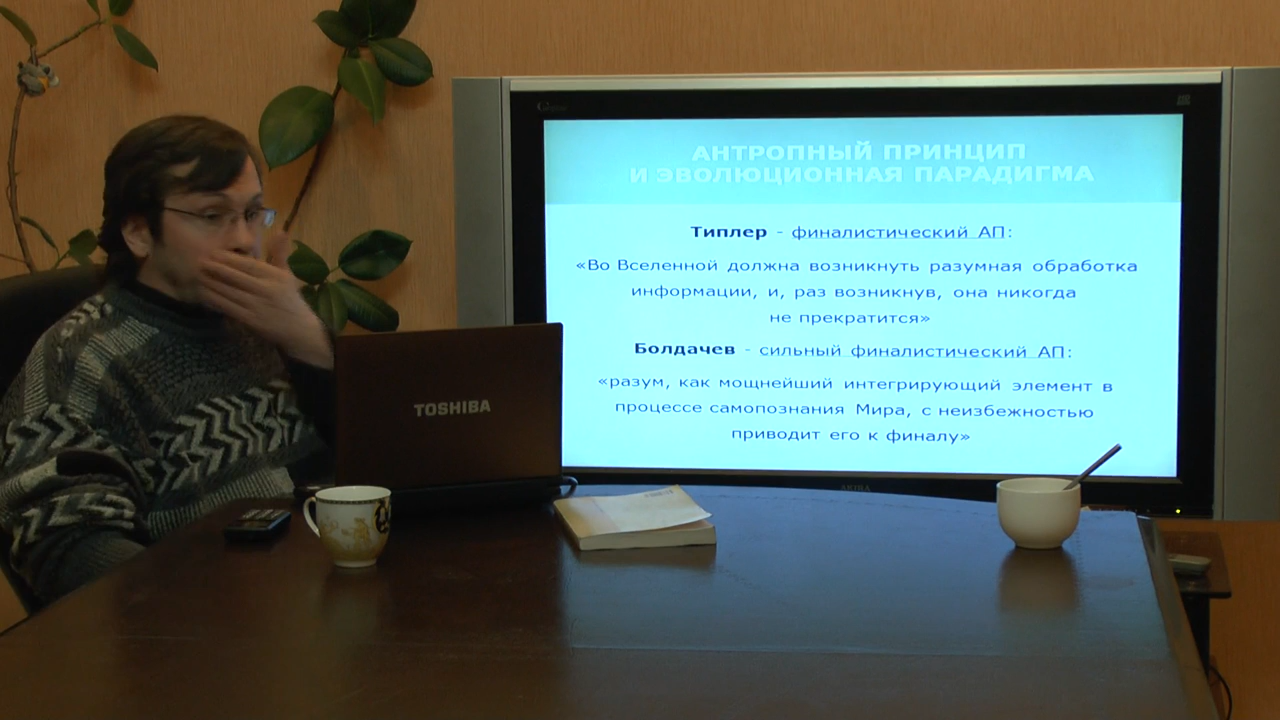 АНТРОПНЫЙ ПРИНЦИП
И ЭВОЛЮЦИОННАЯ ПАРАДИГМА
Типлер - финалистический АП:
«Во Вселенной должна возникнуть разумная обработка
информации, и, раз возникнув, она никогда
не прекратится»
Болдачев - сильный финалистический АП:
«разум, как мощнейший интегрирующий элемент в
процессе самопознания Мира, с неизбежностью
приводит его к финалу»
TOSHIBA
AKIRA